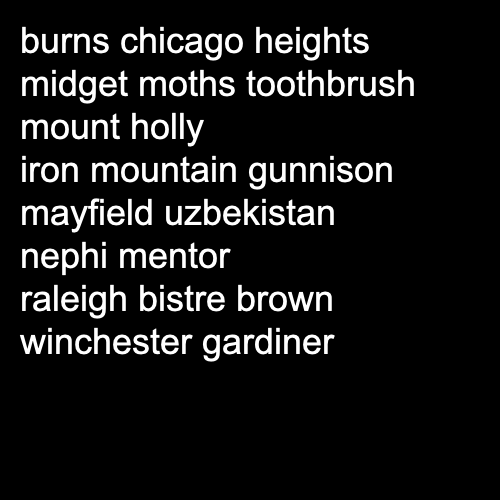 burns chicago heights
midget moths toothbrush
mount holly
iron mountain gunnison
mayfield uzbekistan
nephi mentor
raleigh bistre brown
winchester gardiner